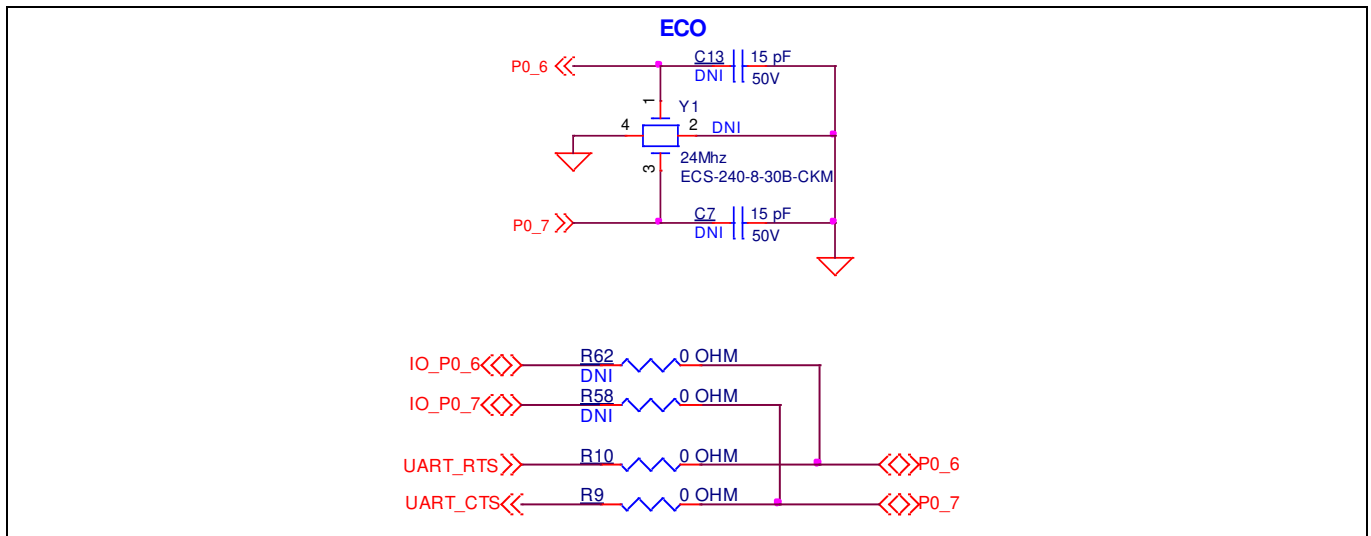 ECO
P0_6
C13
15 pF
DNI
50V
1
Y1
4
2
DNI
3
24Mhz
ECS-240-8-30B-CKM
P0_7
C7
15 pF
DNI
50V
IO_P0_6
R62
0 OHM
DNI
IO_P0_7
R58
0 OHM
DNI
UART_RTS
R10
0 OHM
P0_6
UART_CTS
R9
0 OHM
P0_7